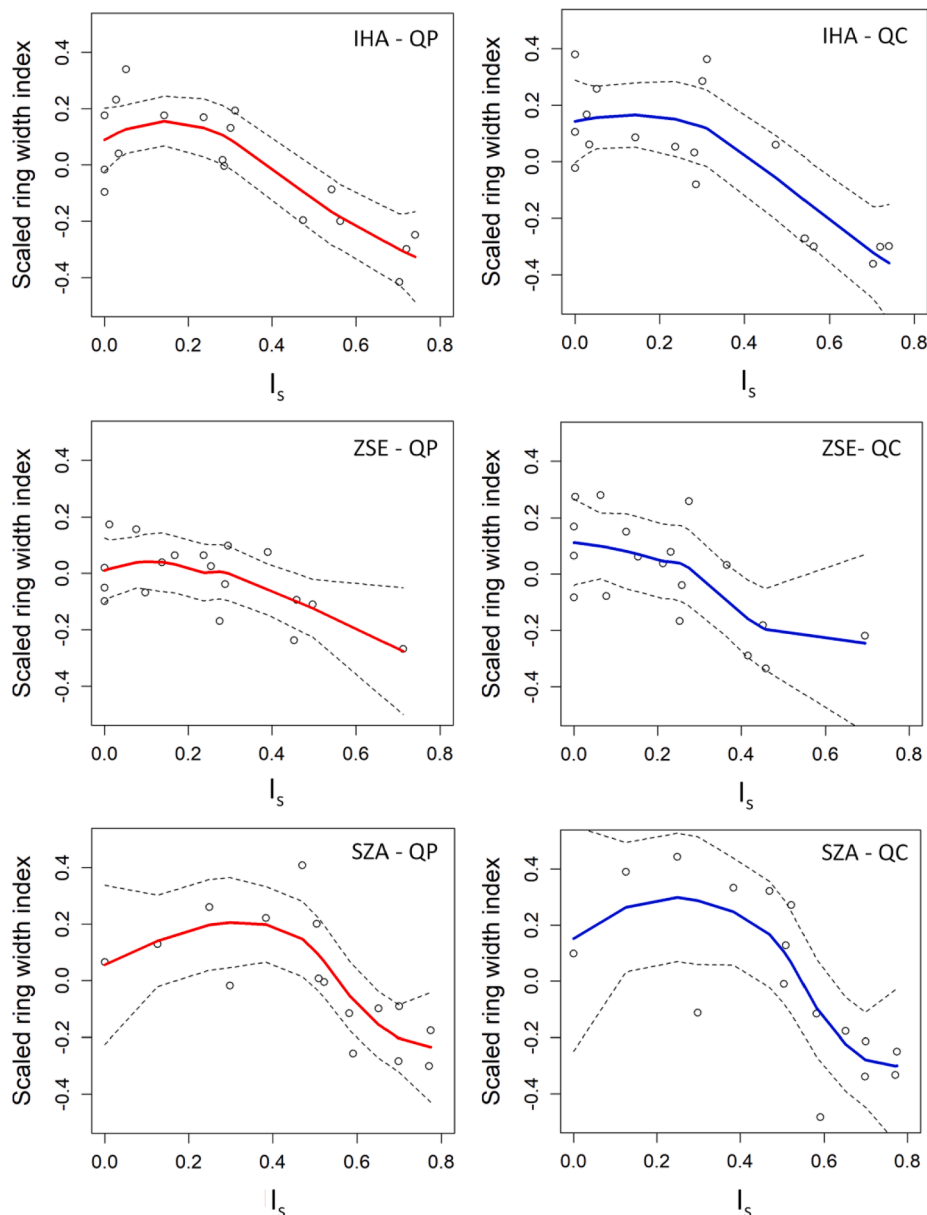 IHA - QP
Scaled ring width index
0.4
0.2
0.0
-0.2
-0.4
0.0 0.2 0.4 0.6 0.8
Is
IHA - QC
Scaled ring width index
0.4
0.2
0.0
-0.2
-0.4
0.0 0.2 0.4 0.6 0.8
Is
ZSE - QP
Scaled ring width index
0.4
0.2
0.0
-0.2
-0.4
0.0 0.2 0.4 0.6 0.8
Is
ZSE- QC
Scaled ring width index
0.4
0.2
0.0
-0.2
-0.4
0.0 0.2 0.4 0.6 0.8
Is
SZA - QP
Scaled ring width index
0.4
0.2
0.0
-0.2
-0.4
0.0 0.2 0.4 0.6 0.8
Is
SZA - QC
Scaled ring width index
0.4
0.2
0.0
-0.2
-0.4
0.0 0.2 0.4 0.6 0.8
Is